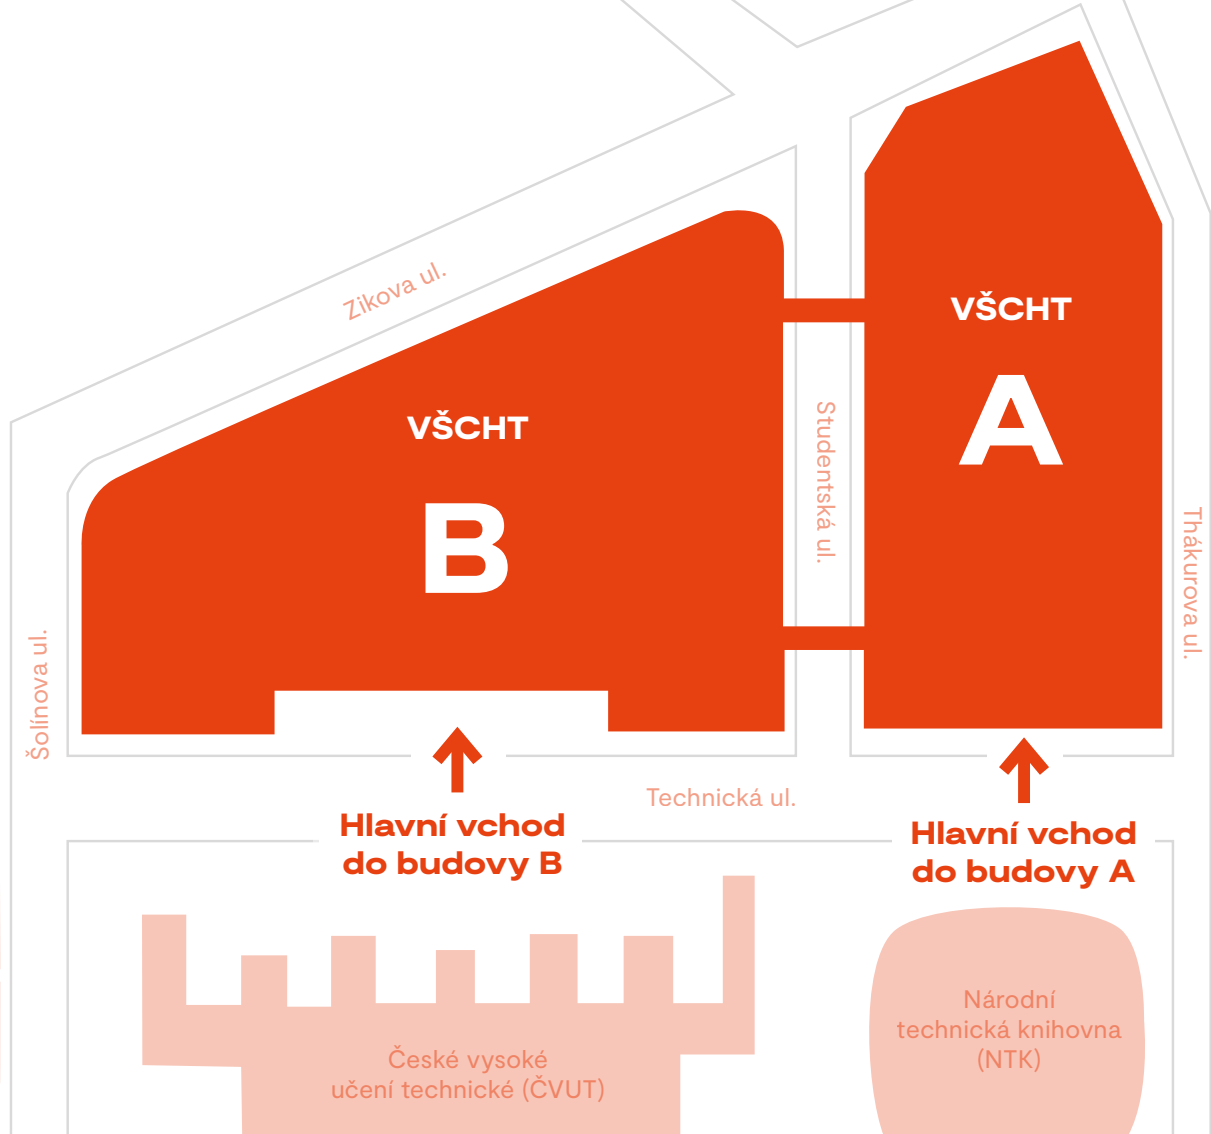 Zikova ul.
VŠCHT
A
VŠCHT
B
Studentská ul.
Thákurova ul.
Šolínova ul.
Technická ul.
Hlavní vchod
do budovy B
Hlavní vchod
do budovy A
České vysoké
učení technické (ČVUT)
Národní
technická knihovna
(NTK)